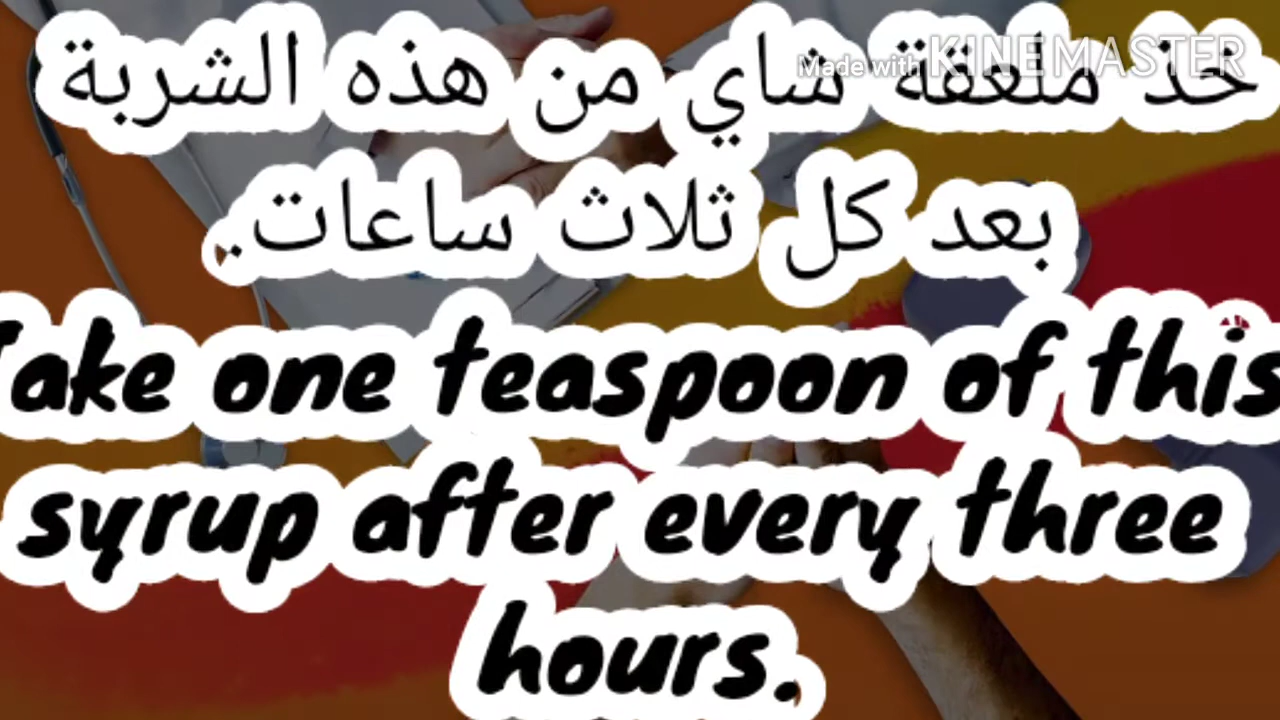 خذ ملعقة شاي من هذه الشربة
Made with KINEMASTER
بعد كل ثلاث ساعات.
Take one teaspoon of this
syrup after every three
hours.